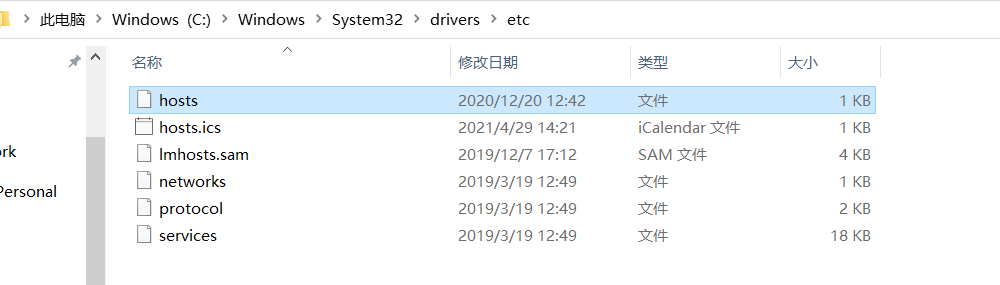 此电脑 > Windows (C:) > Windows > System32 > drivers > etc
名称 修改日期 类型 大小
hosts 2020/12/20 12:42 文件 1 KB
hosts.ics 2021/4/29 14:21 iCalendar 文件 1 KB
lmhosts.sam 2019/12/7 17:12 SAM 文件 4 KB
networks 2019/3/19 12:49 文件 1 KB
protocol 2019/3/19 12:49 文件 2 KB
services 2019/3/19 12:49 文件 18 KB
rk
Personal